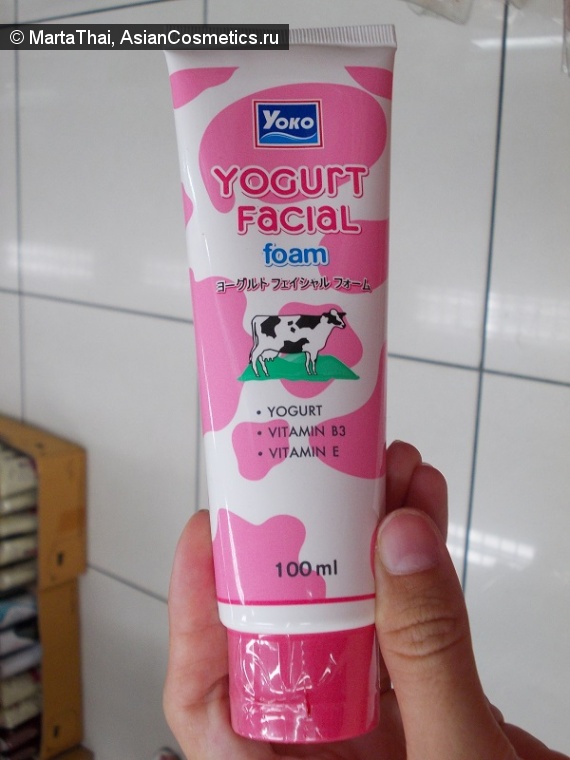 © MartaThai, AsianCosmetics.ru
YOKO
YOGURT
FACIAL
foam
ヨーグルト フェイシャル フォーム
• YOGURT
• VITAMIN B3
• VITAMIN E
100 ml